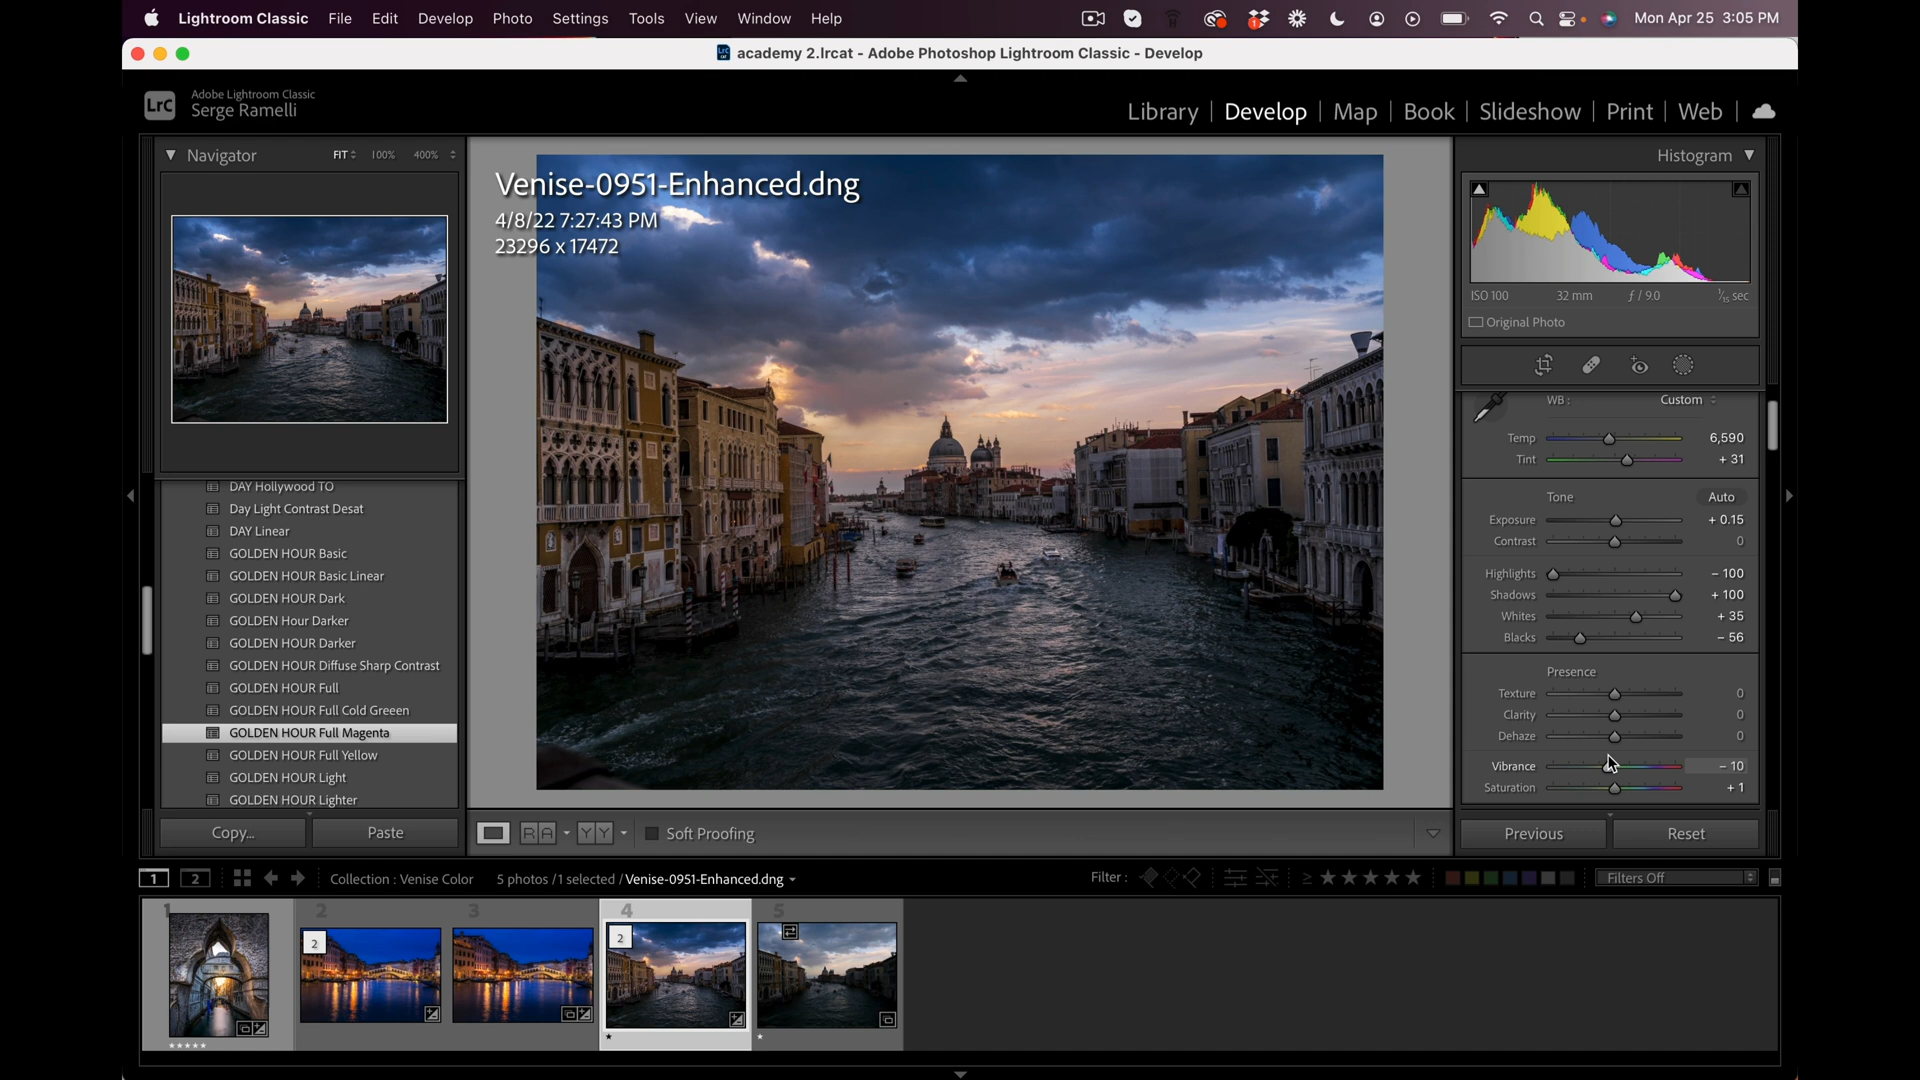 Lightroom Classic File Edit Develop Photo Settings Tools View Window Help
Mon Apr 25 3:05 PM
academy 2.lrcat - Adobe Photoshop Lightroom Classic - Develop
LrC
Adobe Lightroom Classic
Serge Ramelli
Library | Develop | Map | Book | Slideshow | Print | Web
Navigator
FIT 100% 400%
Venise-0951-Enhanced.dng
4/8/22 7:27:43 PM
23296 x 17472
Histogram
ISO 100 32 mm ƒ / 9.0 1/15 sec
Original Photo
WB : Custom
Temp 6,590
Tint + 31
Tone Auto
Exposure + 0.15
Contrast 0
Highlights – 100
Shadows + 100
Whites + 35
Blacks – 56
Presence
Texture 0
Clarity 0
Dehaze 0
Vibrance – 10
Saturation + 1
DAY Hollywood TO
Day Light Contrast Desat
DAY Linear
GOLDEN HOUR Basic
GOLDEN HOUR Basic Linear
GOLDEN HOUR Dark
GOLDEN Hour Darker
GOLDEN HOUR Darker
GOLDEN HOUR Diffuse Sharp Contrast
GOLDEN HOUR Full
GOLDEN HOUR Full Cold Greeen
GOLDEN HOUR Full Magenta
GOLDEN HOUR Full Yellow
GOLDEN HOUR Light
GOLDEN HOUR Lighter
Copy... Paste
R A Y Y Soft Proofing
Previous Reset
1 2 Collection : Venise Color 5 photos / 1 selected / Venise-0951-Enhanced.dng
Filter : ≥ ★★★★★ Filters Off
1 2 3 4 5
2 2